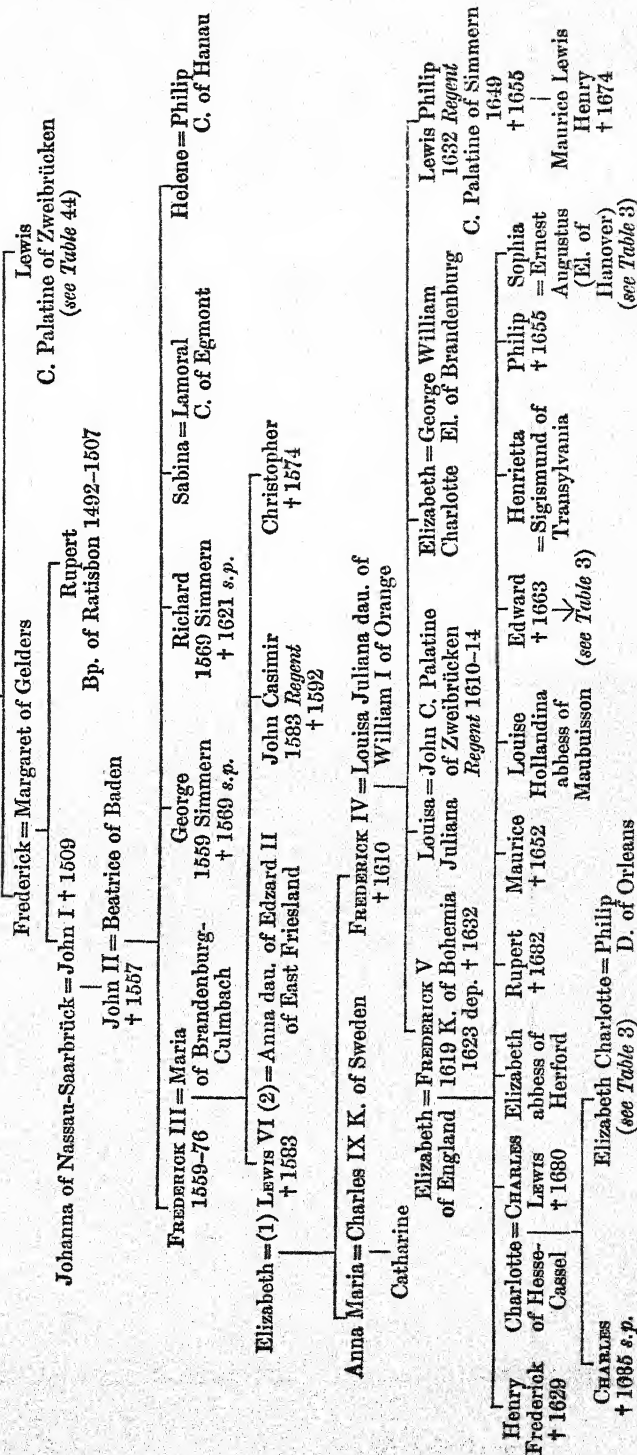 Lewis
C. Palatine of Zweibrücken
(see Table 44)
Frederick = Margaret of Gelders
Rupert
Bp. of Ratisbon 1492–1507
Johanna of Nassau-Saarbrück = John I † 1509
John II = Beatrice of Baden
† 1557
FREDERICK III = Maria
1559–76 of Brandenburg-
Culmbach
George
1559 Simmern
† 1569 s.p.
Richard
1569 Simmern
† 1621 s.p.
Sabina = Lamoral
C. of Egmont
Helene = Philip
C. of Hanau
Elizabeth = (1) LEWIS VI (2) = Anna dau. of Edzard II
† 1583 of East Friesland
John Casimir
1583 Regent
† 1592
Christopher
† 1574
Anna Maria = Charles IX K. of Sweden
Catharine
FREDERICK IV = Louisa Juliana dau. of
† 1610 William I of Orange
Elizabeth = FREDERICK V
of England 1619 K. of Bohemia
1623 dep. † 1632
Louisa = John C. Palatine
Juliana of Zweibrücken
Regent 1610–14
Elizabeth = George William
Charlotte El. of Brandenburg
Lewis Philip
1632 Regent
C. Palatine of Simmern
1649
† 1655
Maurice Lewis
Henry
† 1674
Henry
Frederick
† 1629
Charlotte = CHARLES
of Hesse- LEWIS
Cassel † 1680
Elizabeth
abbess of
Herford
Rupert
† 1682
Maurice
† 1652
Louise
Hollandina
abbess of
Maubuisson
Edward
† 1663
(see Table 3)
Henrietta
= Sigismund of
Transylvania
Philip
† 1655
Sophia
= Ernest
Augustus
(El. of
Hanover)
(see Table 3)
CHARLES
† 1685 s.p.
Elizabeth Charlotte = Philip
(see Table 3) D. of Orleans